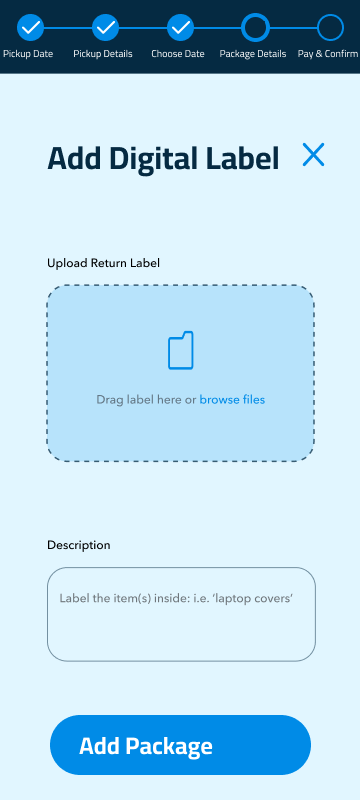 Pickup Date Pickup Details Choose Date Package Details Pay & Confirm
Add Digital Label
Upload Return Label
Drag label here or browse files
Description
Label the item(s) inside: i.e. ‘laptop covers’
Add Package